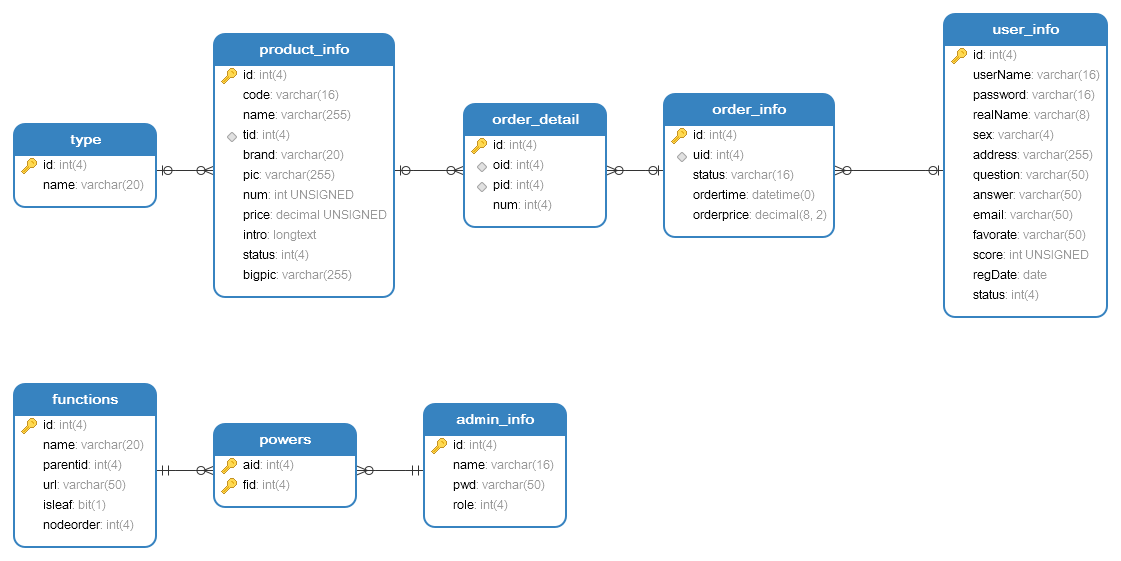 type
id: int(4)
name: varchar(20)
product_info
id: int(4)
code: varchar(16)
name: varchar(255)
tid: int(4)
brand: varchar(20)
pic: varchar(255)
num: int UNSIGNED
price: decimal UNSIGNED
intro: longtext
status: int(4)
bigpic: varchar(255)
order_detail
id: int(4)
oid: int(4)
pid: int(4)
num: int(4)
order_info
id: int(4)
uid: int(4)
status: varchar(16)
ordertime: datetime(0)
orderprice: decimal(8, 2)
user_info
id: int(4)
userName: varchar(16)
password: varchar(16)
realName: varchar(8)
sex: varchar(4)
address: varchar(255)
question: varchar(50)
answer: varchar(50)
email: varchar(50)
favorate: varchar(50)
score: int UNSIGNED
regDate: date
status: int(4)
functions
id: int(4)
name: varchar(20)
parentid: int(4)
url: varchar(50)
isleaf: bit(1)
nodeorder: int(4)
powers
aid: int(4)
fid: int(4)
admin_info
id: int(4)
name: varchar(16)
pwd: varchar(50)
role: int(4)